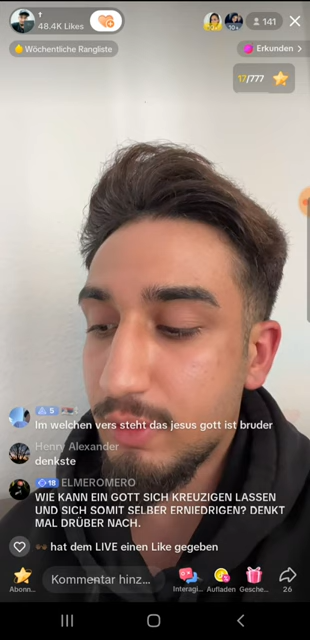 48.4K Likes
141
Wöchentliche Rangliste
Erkunden >
17/777
5
Im welchen vers steht das jesus gott ist bruder
Henry Alexander
denkste
18 ELMEROMERO
WIE KANN EIN GOTT SICH KREUZIGEN LASSEN
UND SICH SOMIT SELBER ERNIEDRIGEN? DENKT
MAL DRÜBER NACH.
hat dem LIVE einen Like gegeben
Kommentar hinz...
Abonn...
Interagi...
Aufladen
Gesche...
26